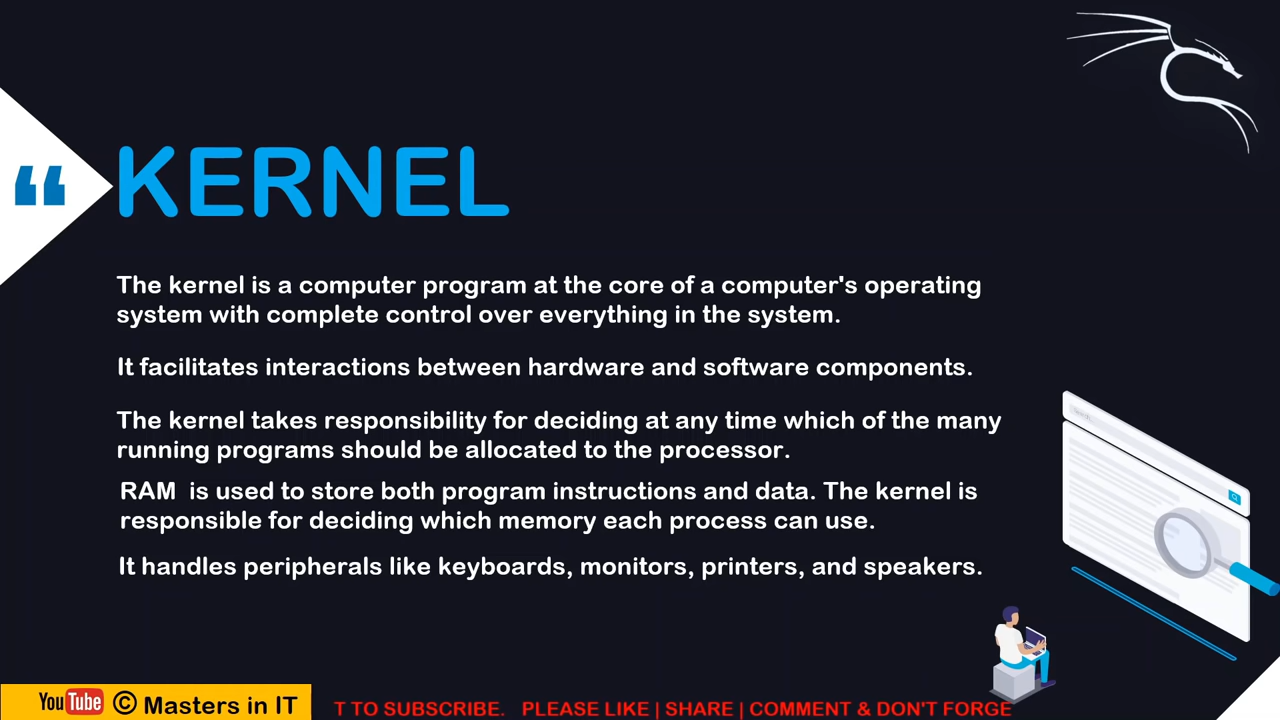 “
KERNEL
The kernel is a computer program at the core of a computer's operating
system with complete control over everything in the system.
It facilitates interactions between hardware and software components.
The kernel takes responsibility for deciding at any time which of the many
running programs should be allocated to the processor.
RAM is used to store both program instructions and data. The kernel is
responsible for deciding which memory each process can use.
It handles peripherals like keyboards, monitors, printers, and speakers.
YouTube © Masters in IT
T TO SUBSCRIBE. PLEASE LIKE | SHARE | COMMENT & DON'T FORGE